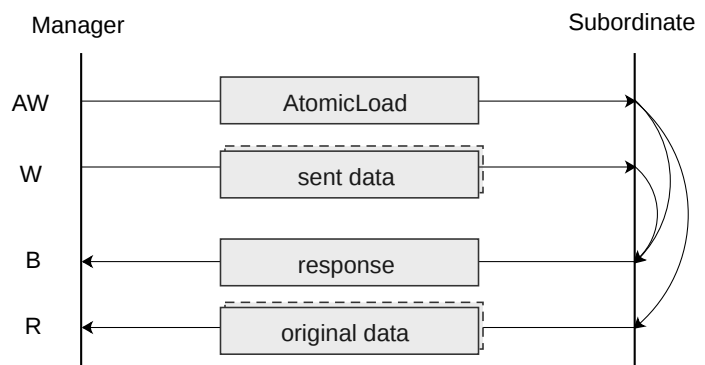 Manager
Subordinate
AW
AtomicLoad
W
sent data
B
response
R
original data